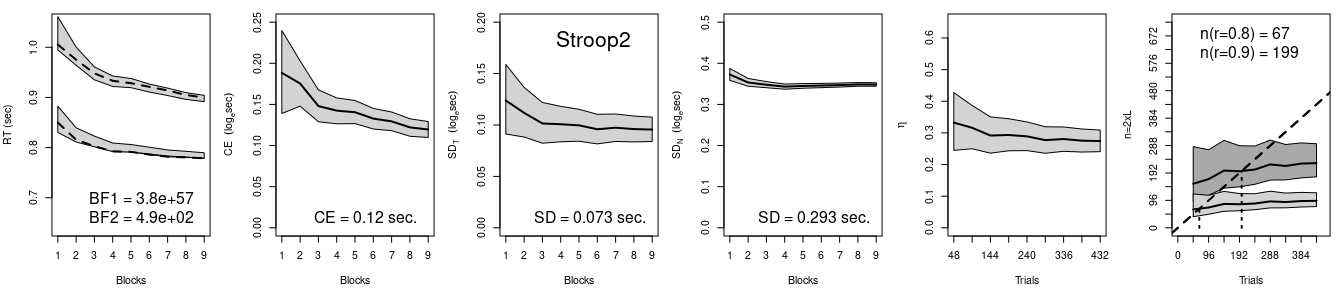 RT (sec)
1.0
0.9
0.8
0.7
BF1 = 3.8e+57
BF2 = 4.9e+02
1 2 3 4 5 6 7 8 9
Blocks
CE (logₑsec)
0.25
0.20
0.15
0.10
0.05
0.00
CE = 0.12 sec.
1 2 3 4 5 6 7 8 9
Blocks
SD_T (logₑsec)
0.20
0.15
0.10
0.05
0.00
Stroop2
SD = 0.073 sec.
1 2 3 4 5 6 7 8 9
Blocks
SD_N (logₑsec)
0.5
0.4
0.3
0.2
0.1
0.0
SD = 0.293 sec.
1 2 3 4 5 6 7 8 9
Blocks
η
0.6
0.5
0.4
0.3
0.2
0.1
0.0
48 144 240 336 432
Trials
n=2xL
672
576
480
384
288
192
96
0
n(r=0.8) = 67
n(r=0.9) = 199
0 96 192 288 384
Trials